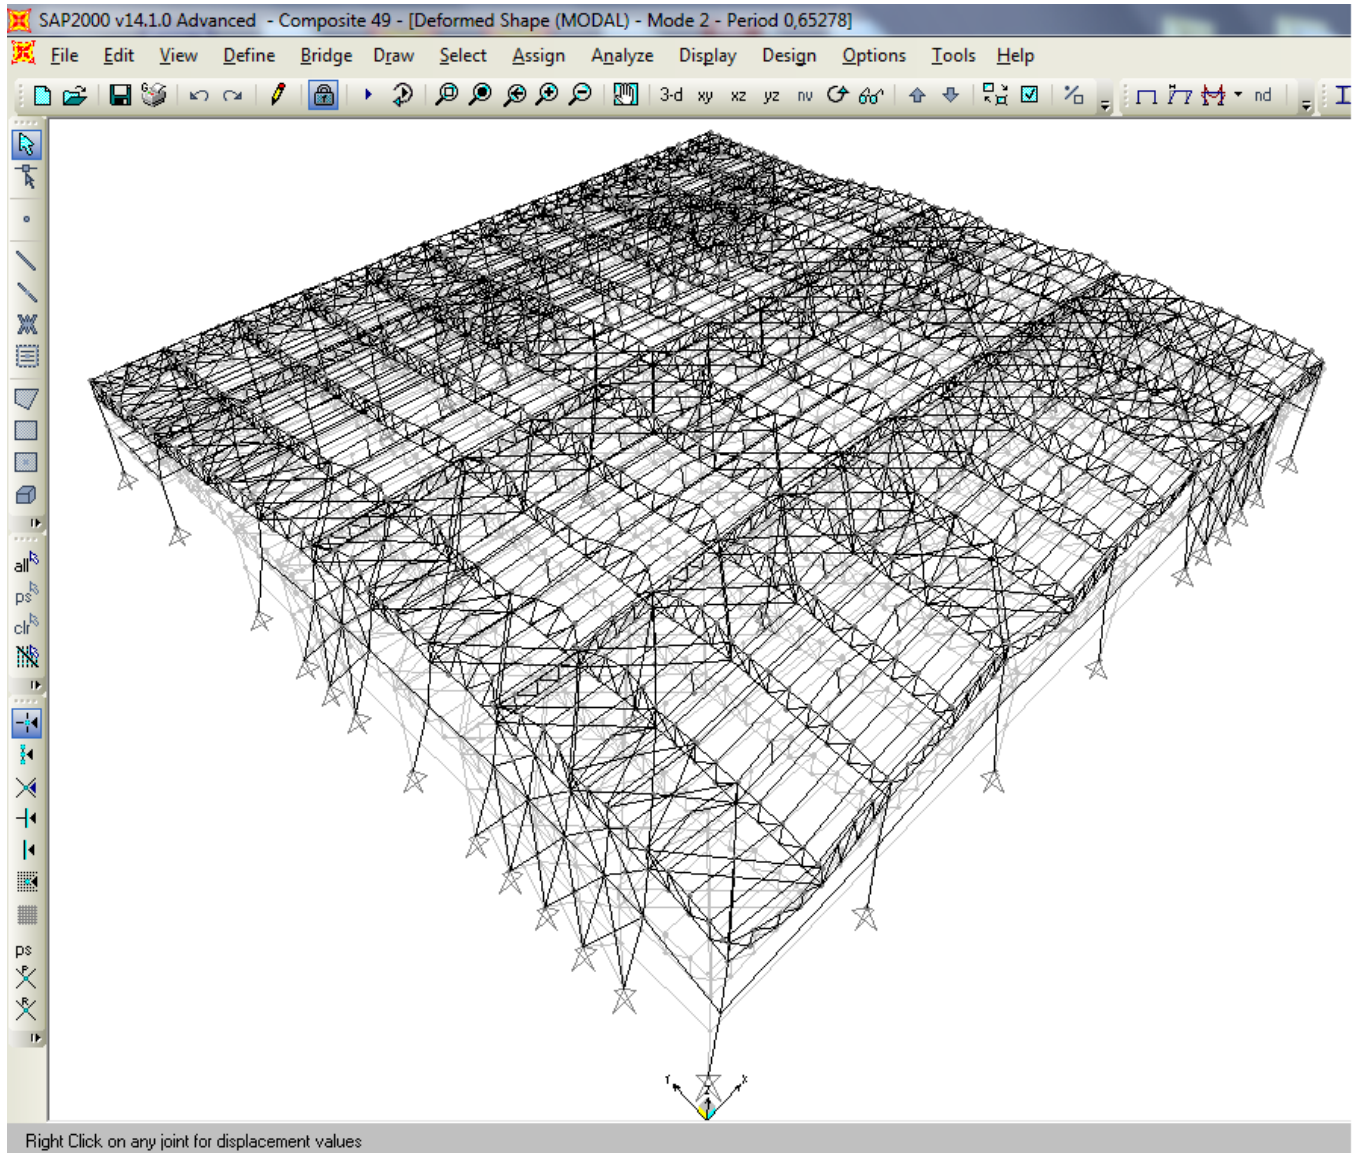 SAP2000 v14.1.0 Advanced - Composite 49 - [Deformed Shape (MODAL) - Mode 2 - Period 0,65278]
File Edit View Define Bridge Draw Select Assign Analyze Display Design Options Tools Help
3-d xy xz yz nv nd
all
ps
clr
ps
Y Z X
Right Click on any joint for displacement values